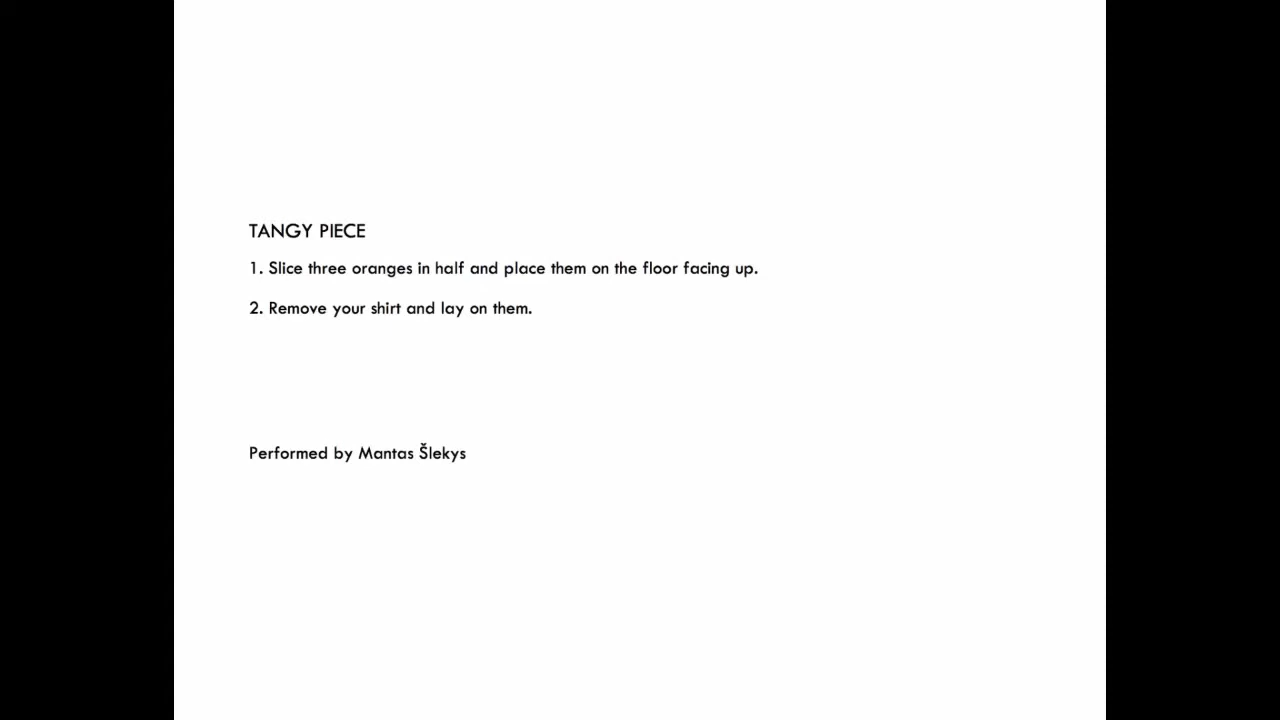 TANGY PIECE
1. Slice three oranges in half and place them on the floor facing up.
2. Remove your shirt and lay on them.
Performed by Mantas Šlekys